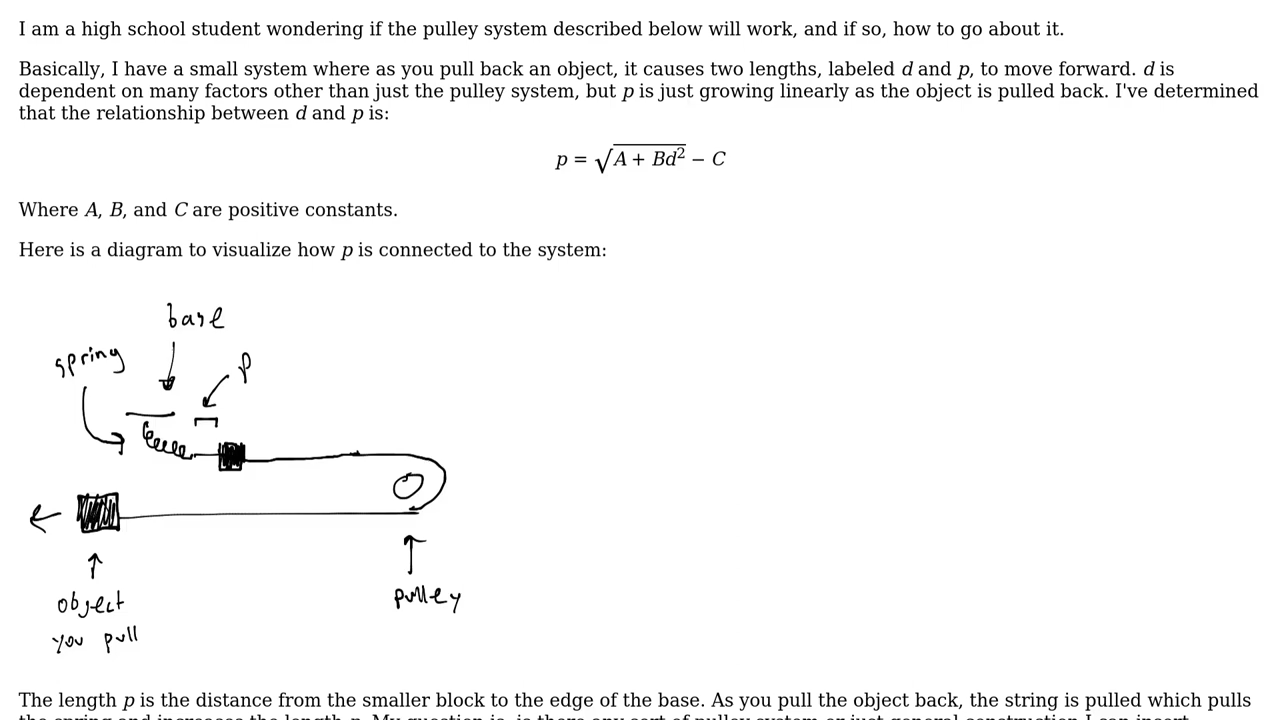 I am a high school student wondering if the pulley system described below will work, and if so, how to go about it.
Basically, I have a small system where as you pull back an object, it causes two lengths, labeled d and p, to move forward. d is
dependent on many factors other than just the pulley system, but p is just growing linearly as the object is pulled back. I've determined
that the relationship between d and p is:
p = √(A + Bd²) − C
Where A, B, and C are positive constants.
Here is a diagram to visualize how p is connected to the system:
base
spring
p
object
you pull
pulley
The length p is the distance from the smaller block to the edge of the base. As you pull the object back, the string is pulled which pulls